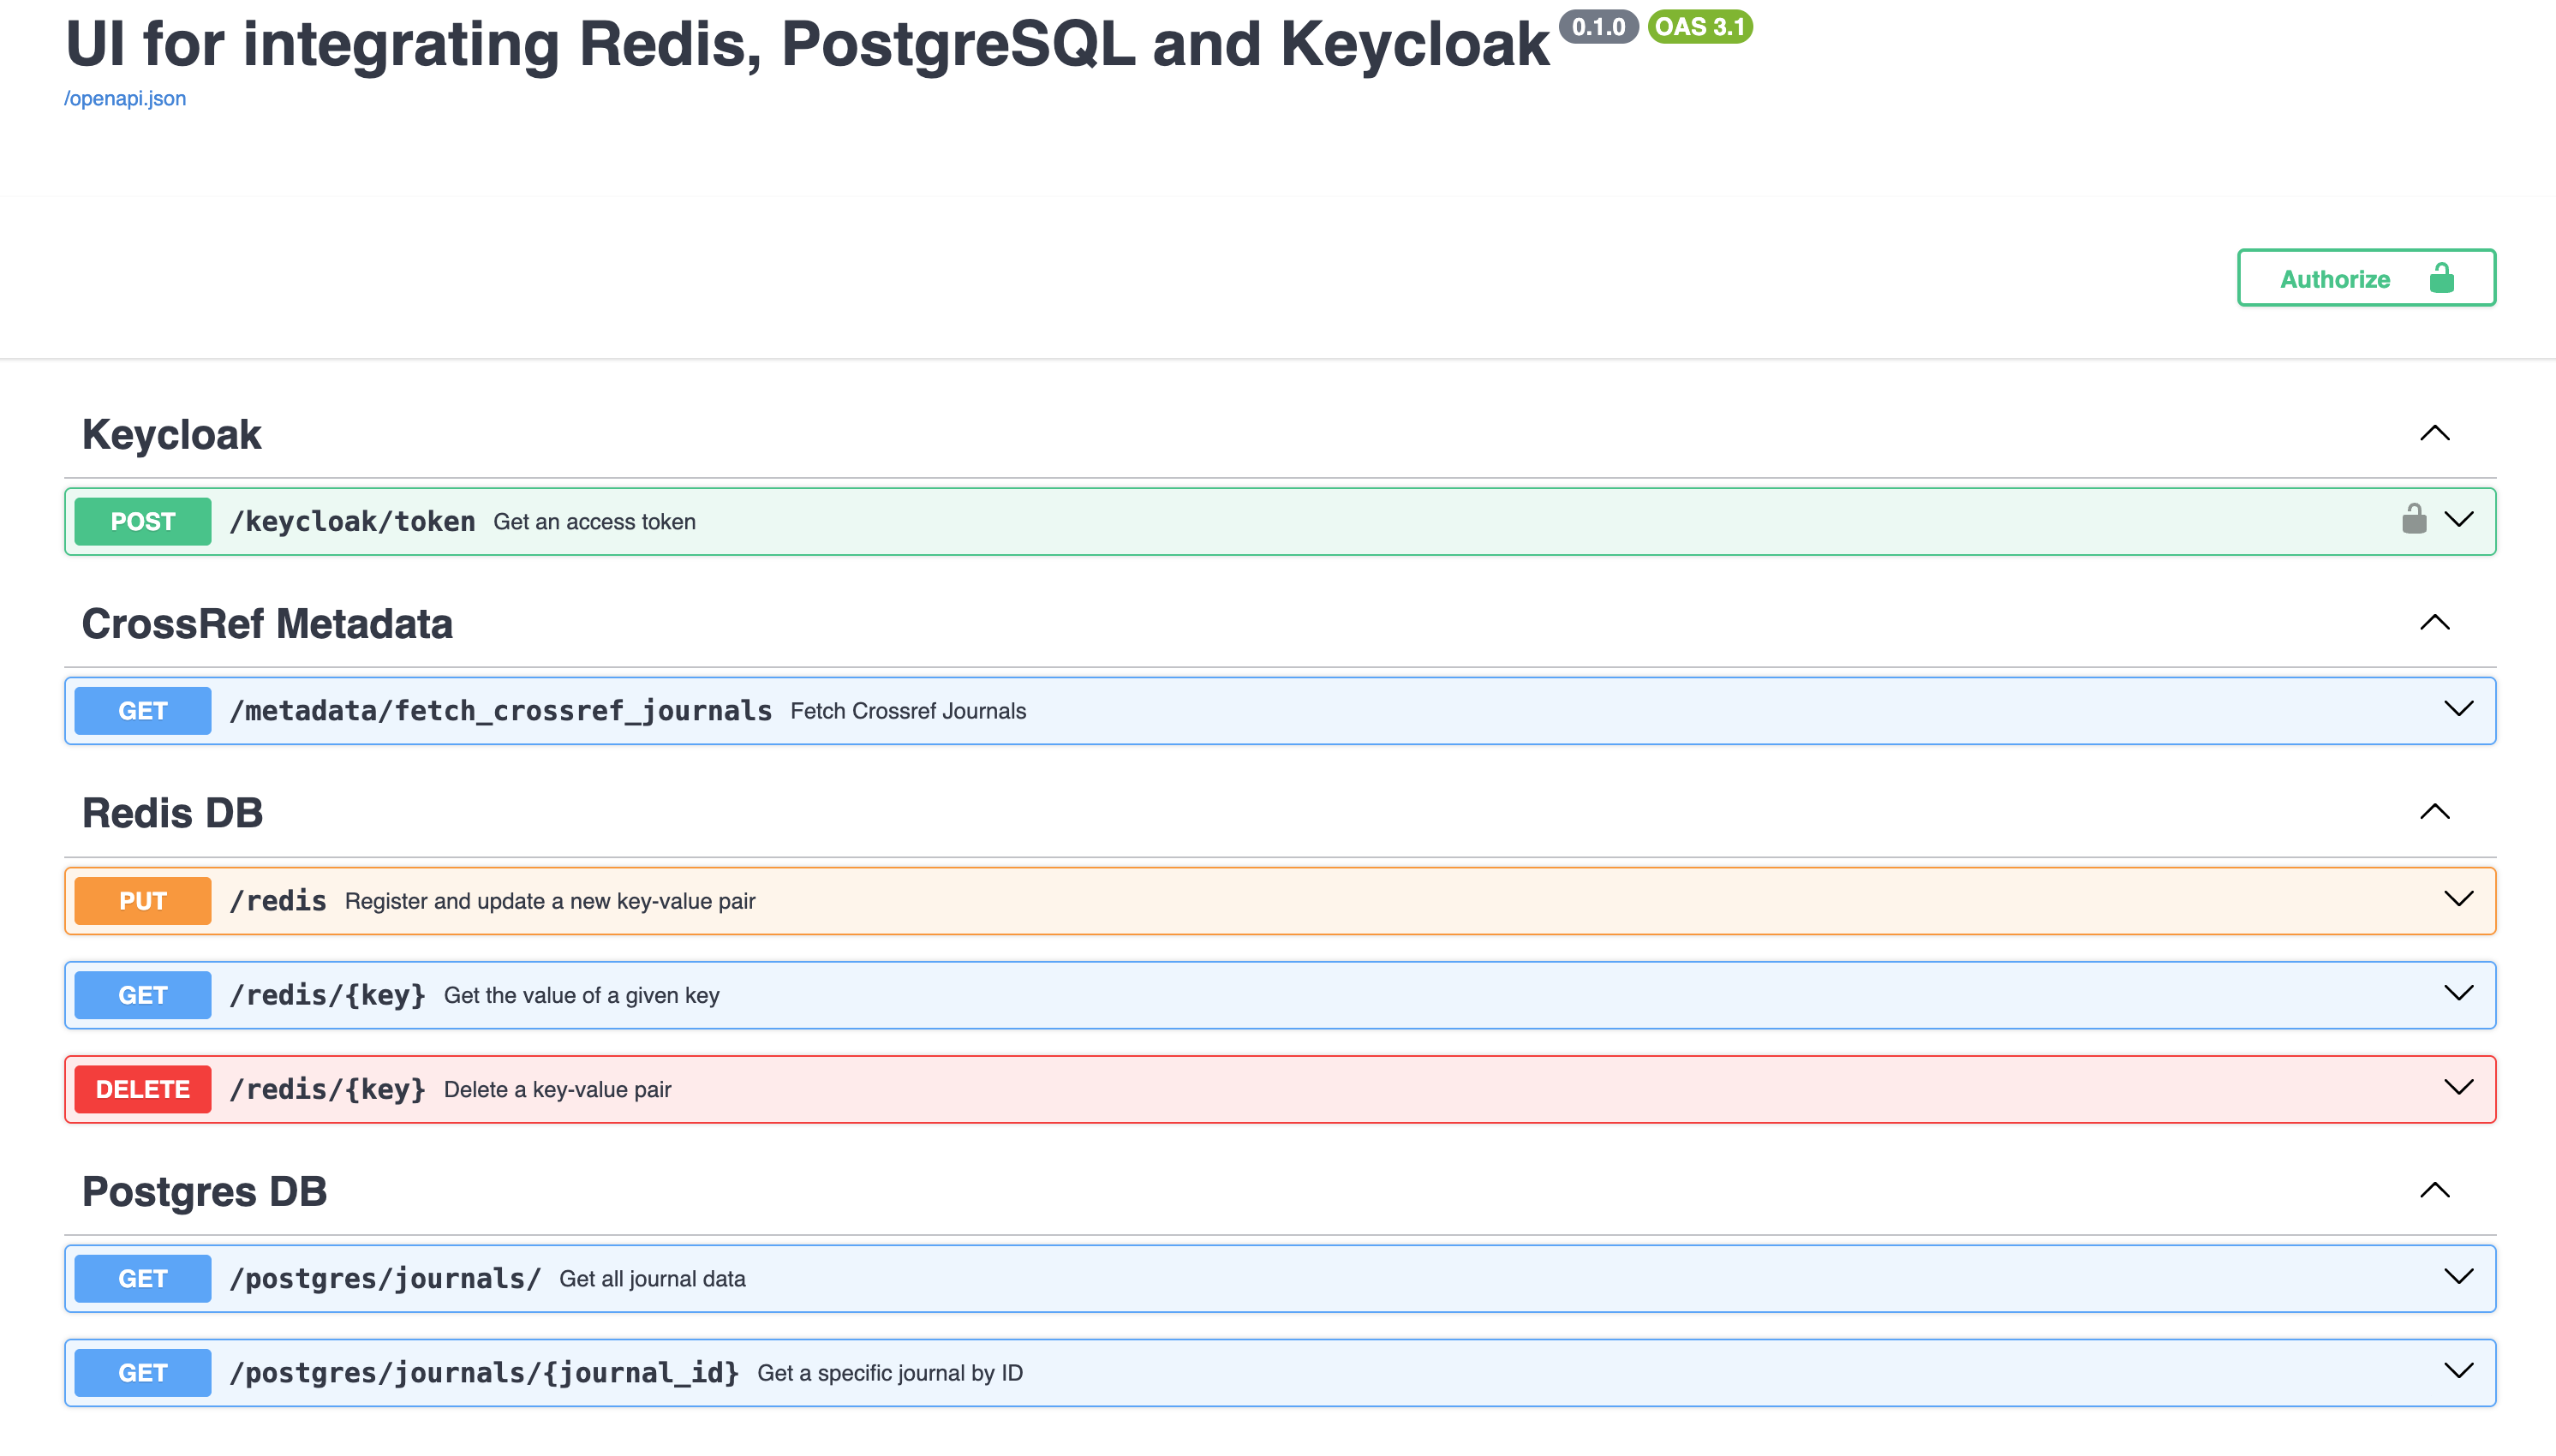 UI for integrating Redis, PostgreSQL and Keycloak 0.1.0 OAS 3.1
/openapi.json
Authorize
Keycloak
POST /keycloak/token Get an access token
CrossRef Metadata
GET /metadata/fetch_crossref_journals Fetch Crossref Journals
Redis DB
PUT /redis Register and update a new key-value pair
GET /redis/{key} Get the value of a given key
DELETE /redis/{key} Delete a key-value pair
Postgres DB
GET /postgres/journals/ Get all journal data
GET /postgres/journals/{journal_id} Get a specific journal by ID